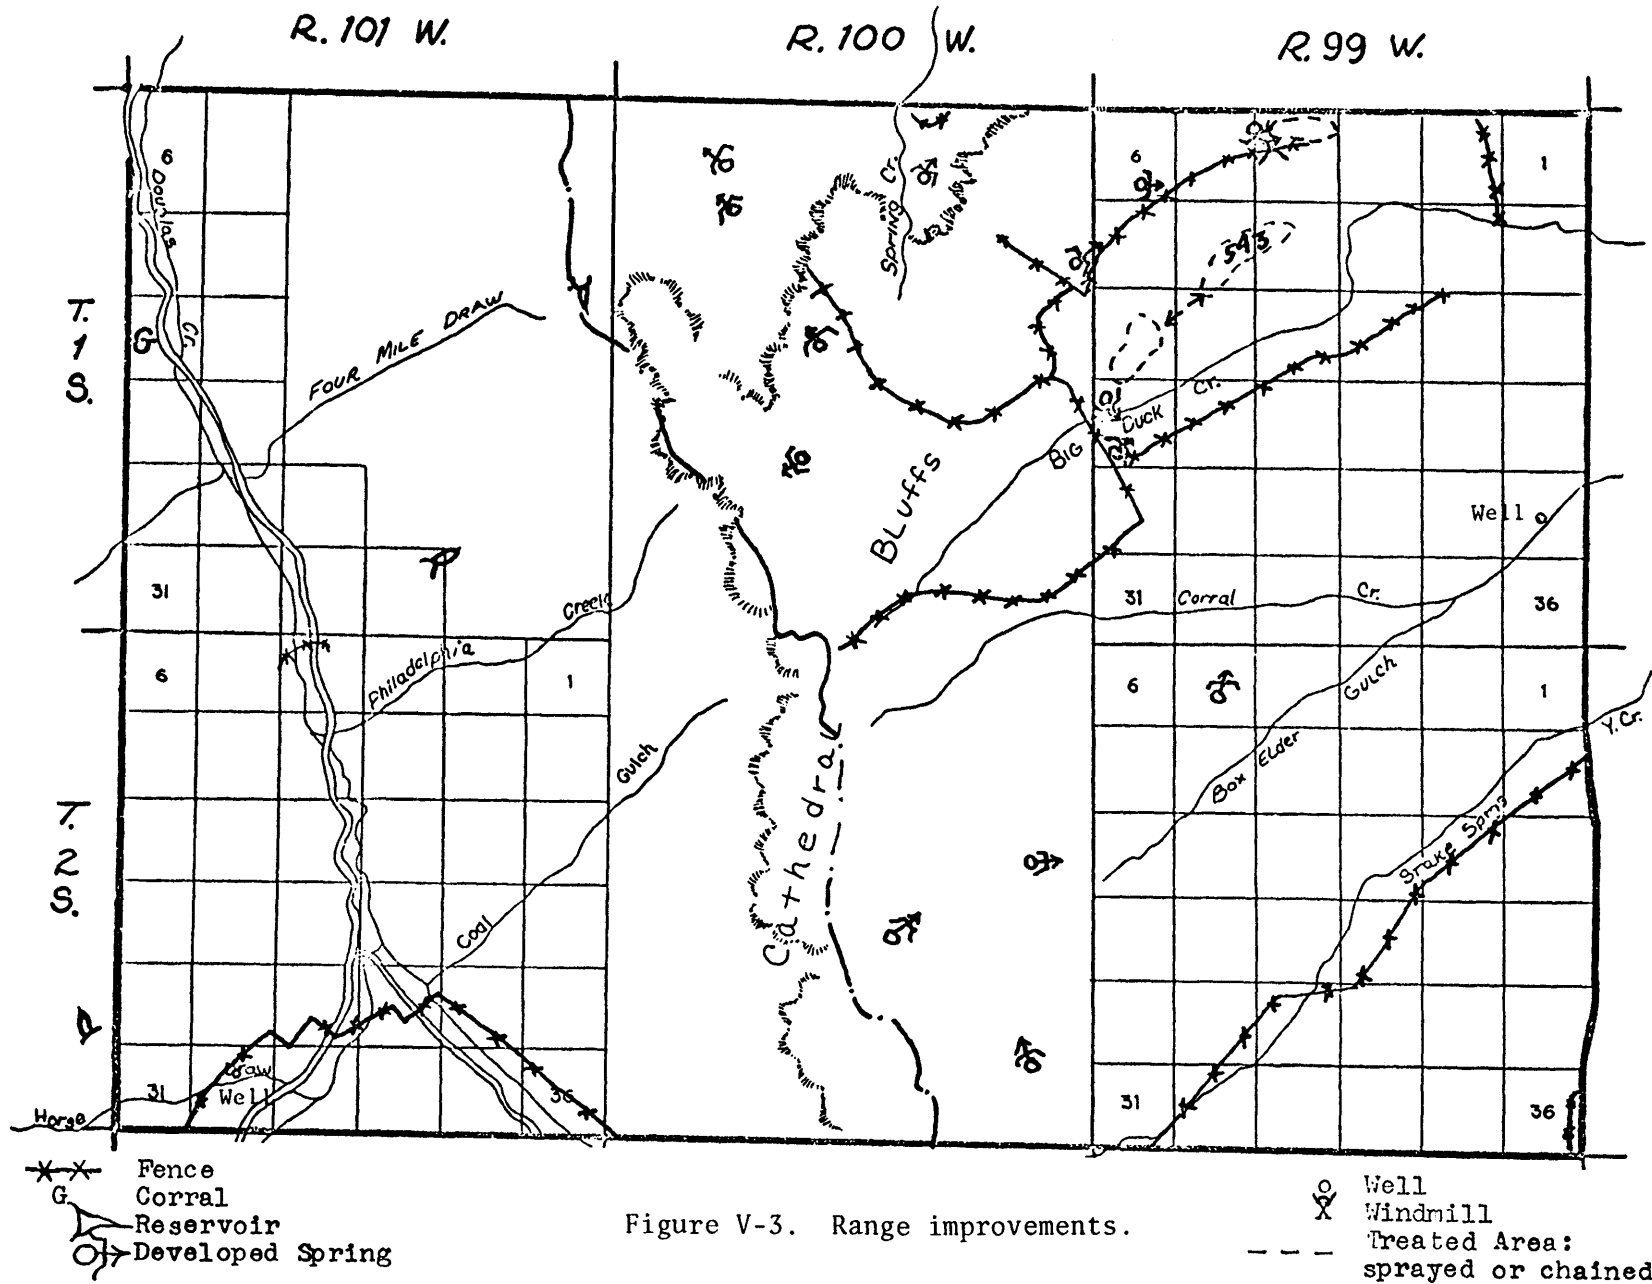 R. 101 W.
R. 100 W.
R. 99 W.
6
6
1
Douglas
Cr.
SPRING Cr.
543
T.
1
S.
G
FOUR MILE DRAW
Cr.
Duck
BIG
BLUFFS
Well
31
Creek
31
Corral
Cr.
36
6
Philadelphia
1
6
GULCH
1
Y. Cr.
Gulch
Box Elder
T.
2
S.
Cathedral
Snake Spring
Coal
31
Draw
Well
36
31
36
Horse
Fence
G Corral
Reservoir
Developed Spring
Figure V-3. Range improvements.
Well
Windmill
Treated Area:
sprayed or chained